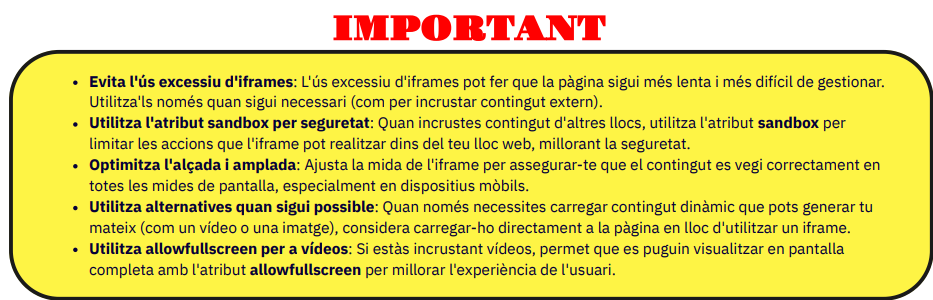 IMPORTANT
• Evita l'ús excessiu d'iframes: L'ús excessiu d'iframes pot fer que la pàgina sigui més lenta i més difícil de gestionar.
Utilitza'ls només quan sigui necessari (com per incrustar contingut extern).
• Utilitza l'atribut sandbox per seguretat: Quan incrustes contingut d'altres llocs, utilitza l'atribut sandbox per
limitar les accions que l'iframe pot realitzar dins del teu lloc web, millorant la seguretat.
• Optimitza l'alçada i amplada: Ajusta la mida de l'iframe per assegurar-te que el contingut es vegi correctament en
totes les mides de pantalla, especialment en dispositius mòbils.
• Utilitza alternatives quan sigui possible: Quan només necessites carregar contingut dinàmic que pots generar tu
mateix (com un vídeo o una imatge), considera carregar-ho directament a la pàgina en lloc d'utilitzar un iframe.
• Utilitza allowfullscreen per a vídeos: Si estàs incrustant vídeos, permet que es puguin visualitzar en pantalla
completa amb l'atribut allowfullscreen per millorar l'experiència de l'usuari.